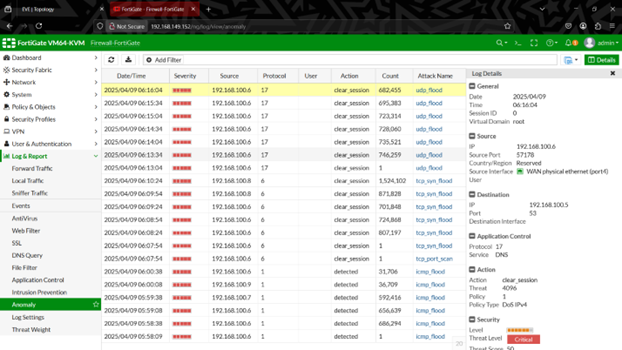 EVE | Topology
FortiGate - Firewall-FortiGate
Not Secure 192.168.149.152/ng/log/view/anomaly
FortiGate VM64-KVM Firewall-FortiGate
admin
Dashboard
Security Fabric
Network
System
Policy & Objects
Security Profiles
VPN
User & Authentication
Log & Report
Forward Traffic
Local Traffic
Sniffer Traffic
Events
AntiVirus
Web Filter
SSL
DNS Query
File Filter
Application Control
Intrusion Prevention
Anomaly
Log Settings
Threat Weight
Add Filter
Details
Date/Time Severity Source Protocol User Action Count Attack Name
2025/04/09 06:16:04 192.168.100.6 17 clear_session 682,455 udp_flood
2025/04/09 06:15:34 192.168.100.6 17 clear_session 695,383 udp_flood
2025/04/09 06:15:04 192.168.100.6 17 clear_session 723,314 udp_flood
2025/04/09 06:14:34 192.168.100.6 17 clear_session 728,060 udp_flood
2025/04/09 06:14:04 192.168.100.6 17 clear_session 735,521 udp_flood
2025/04/09 06:13:34 192.168.100.6 17 clear_session 746,259 udp_flood
2025/04/09 06:13:04 192.168.100.6 17 clear_session 1 udp_flood
2025/04/09 06:10:24 192.168.100.8 6 clear_session 1,524,102 tcp_syn_flood
2025/04/09 06:09:54 192.168.100.6 6 clear_session 871,828 tcp_syn_flood
2025/04/09 06:09:24 192.168.100.6 6 clear_session 701,848 tcp_syn_flood
2025/04/09 06:08:54 192.168.100.6 6 clear_session 724,868 tcp_syn_flood
2025/04/09 06:08:24 192.168.100.6 6 clear_session 807,197 tcp_syn_flood
2025/04/09 06:07:54 192.168.100.6 6 clear_session 1 tcp_syn_flood
2025/04/09 06:07:54 192.168.100.6 6 clear_session 1 tcp_port_scan
2025/04/09 06:00:38 192.168.100.6 1 detected 31,706 icmp_flood
2025/04/09 06:00:08 192.168.100.9 1 detected 36,709 icmp_flood
2025/04/09 05:59:38 192.168.100.7 1 detected 592,416 icmp_flood
2025/04/09 05:59:08 192.168.100.6 1 detected 656,639 icmp_flood
2025/04/09 05:58:38 192.168.100.6 1 detected 686,294 icmp_flood
2025/04/09 05:58:09 192.168.100.6 1 detected 1 icmp_flood
20
Log Details
General
Date 2025/04/09
Time 06:16:04
Session ID 0
Virtual Domain root
Source
IP 192.168.100.6
Source Port 57178
Country/Region Reserved
Source Interface WAN physical ethernet (port4)
User
Destination
IP 192.168.100.5
Port 53
Destination Interface
Application Control
Protocol 17
Service DNS
Action
Action clear_session
Threat 4096
Policy 1
Policy Type DoS IPv4
Security
Level
Threat Level Critical
Threat Score 50